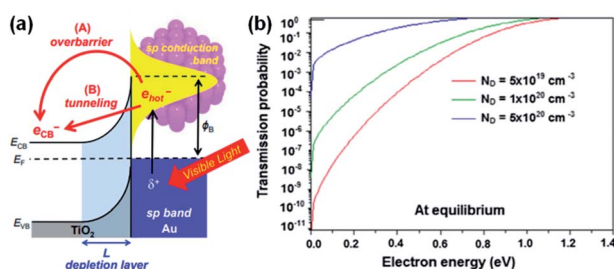 (a)
(A)
overbarrier
sp conduction
band
(B)
tunneling
e_hot⁻
e_CB⁻
ϕ_B
E_CB
E_F
δ⁺
Visible Light
E_VB
TiO₂
sp band
Au
L
depletion layer
(b)
Transmission probability
10⁰
10⁻¹
10⁻²
10⁻³
10⁻⁴
10⁻⁵
10⁻⁶
10⁻⁷
10⁻⁸
10⁻⁹
10⁻¹⁰
10⁻¹¹
N_D = 5x10¹⁹ cm⁻³
N_D = 1x10²⁰ cm⁻³
N_D = 5x10²⁰ cm⁻³
At equilibrium
0.0 0.2 0.4 0.6 0.8 1.0 1.2 1.4
Electron energy (eV)